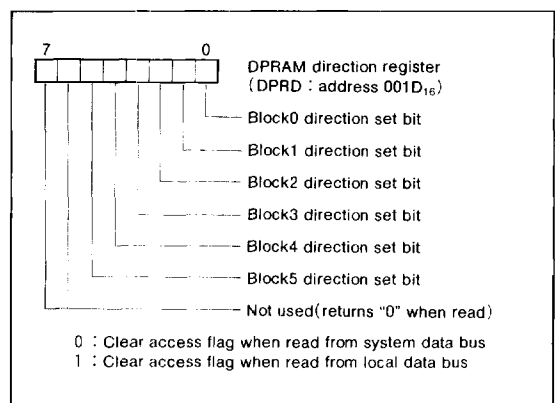 7 0
DPRAM direction register
(DPRD : address 001D₁₆)
Block0 direction set bit
Block1 direction set bit
Block2 direction set bit
Block3 direction set bit
Block4 direction set bit
Block5 direction set bit
Not used(returns “0” when read)
0 : Clear access flag when read from system data bus
1 : Clear access flag when read from local data bus